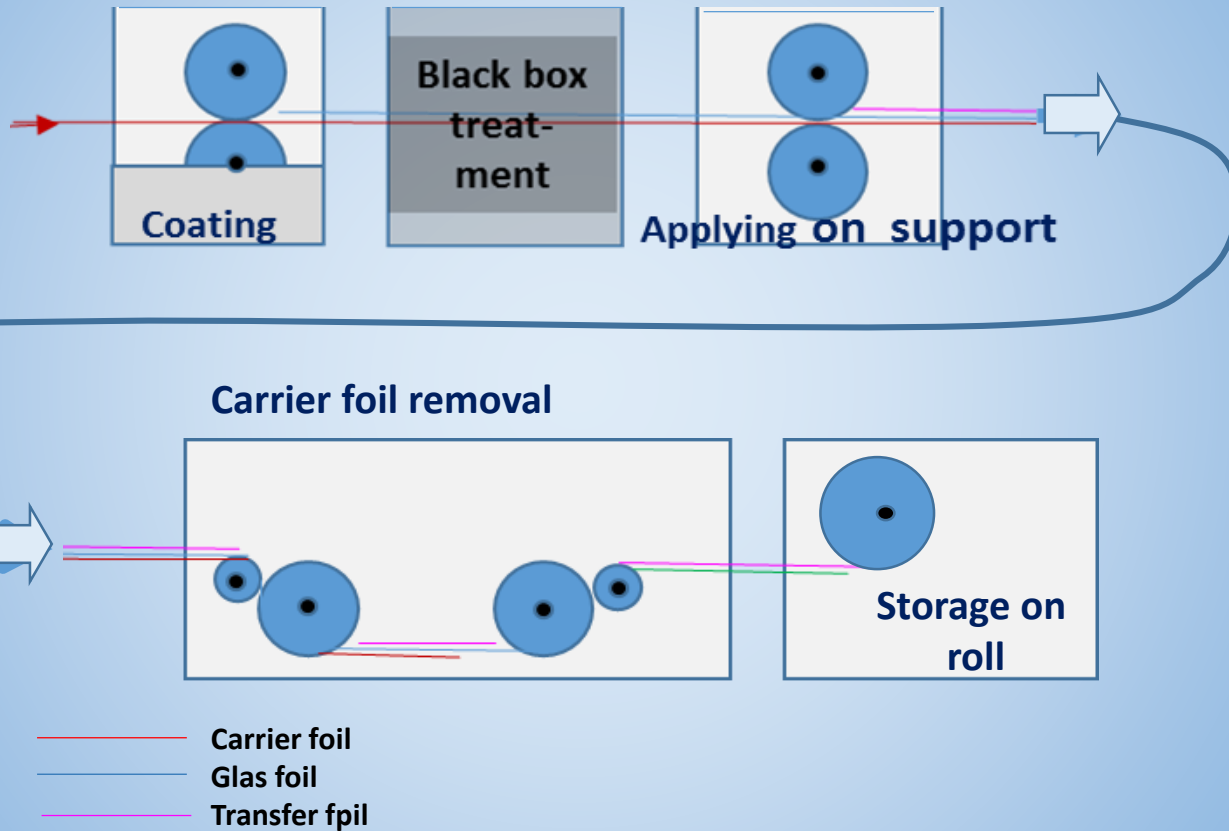 Black box
treat-
ment
Coating
Applying on support
Carrier foil removal
Storage on
roll
Carrier foil
Glas foil
Transfer fpil